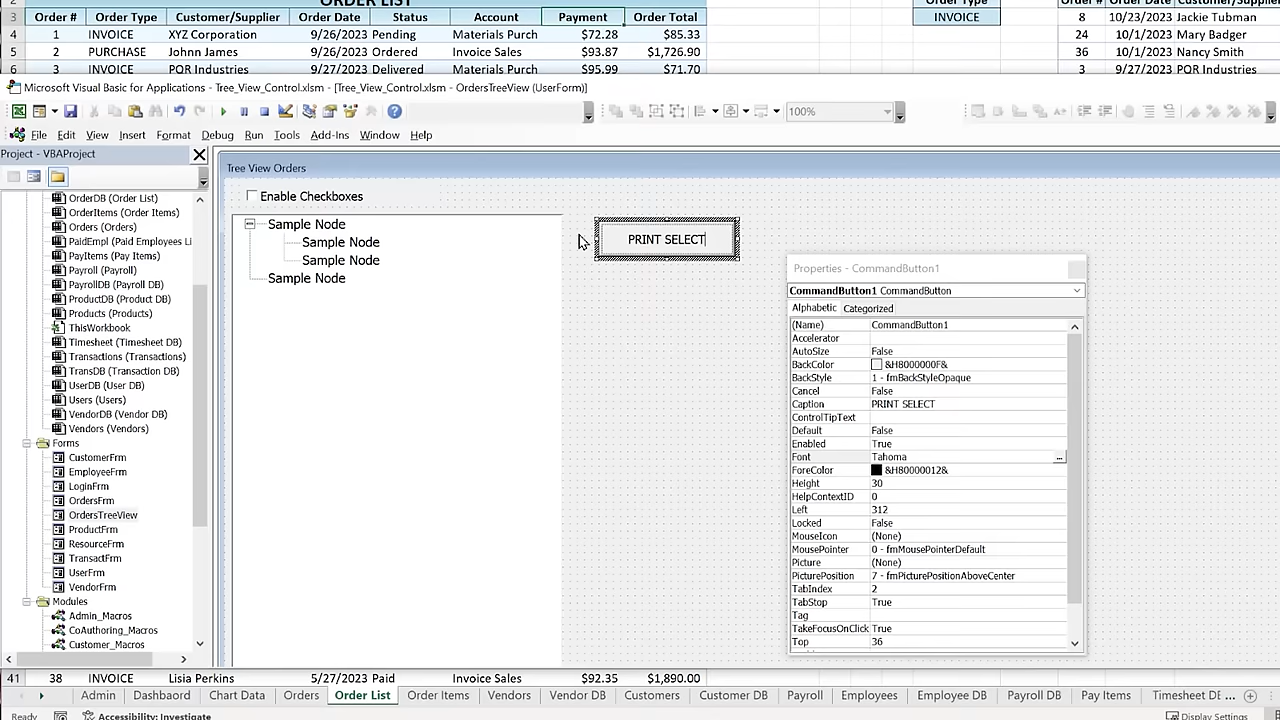 ORDER LIST
Order Type
Order # Order Date Customer/Supplier
Order # Order Type Customer/Supplier Order Date Status Account Payment Order Total
INVOICE
8 10/23/2023 Jackie Tubman
1 INVOICE XYZ Corporation 9/26/2023 Pending Materials Purch $72.28 $85.33
24 10/1/2023 Mary Badger
2 PURCHASE Johnn James 9/26/2023 Ordered Invoice Sales $93.87 $1,726.90
36 10/1/2023 Nancy Smith
3 INVOICE PQR Industries 9/27/2023 Delivered Materials Purch $95.99 $71.70
3 9/27/2023 PQR Industries
2
3
4
5
6
Microsoft Visual Basic for Applications - Tree_View_Control.xlsm - [Tree_View_Control.xlsm - OrdersTreeView (UserForm)]
100%
File Edit View Insert Format Debug Run Tools Add-Ins Window Help
Project - VBAProject
OrderDB (Order List)
OrderItems (Order Items)
Orders (Orders)
PaidEmpl (Paid Employees Li
PayItems (Pay Items)
Payroll (Payroll)
PayrollDB (Payroll DB)
ProductDB (Product DB)
Products (Products)
ThisWorkbook
Timesheet (Timesheet DB)
Transactions (Transactions)
TransDB (Transaction DB)
UserDB (User DB)
Users (Users)
VendorDB (Vendor DB)
Vendors (Vendors)
Forms
CustomerFrm
EmployeeFrm
LoginFrm
OrdersFrm
OrdersTreeView
ProductFrm
ResourceFrm
TransactFrm
UserFrm
VendorFrm
Modules
Admin_Macros
CoAuthoring_Macros
Customer_Macros
Tree View Orders
Enable Checkboxes
Sample Node
Sample Node
Sample Node
Sample Node
PRINT SELECT
Properties - CommandButton1
CommandButton1 CommandButton
Alphabetic Categorized
(Name) CommandButton1
Accelerator
AutoSize False
BackColor &H8000000F&
BackStyle 1 - fmBackStyleOpaque
Cancel False
Caption PRINT SELECT
ControlTipText
Default False
Enabled True
Font Tahoma ...
ForeColor &H80000012&
Height 30
HelpContextID 0
Left 312
Locked False
MouseIcon (None)
MousePointer 0 - fmMousePointerDefault
Picture (None)
PicturePosition 7 - fmPicturePositionAboveCenter
TabIndex 2
TabStop True
Tag
TakeFocusOnClick True
Top 36
41 38 INVOICE Lisia Perkins 5/27/2023 Paid Invoice Sales $92.35 $1,890.00
Admin Dashbaord Chart Data Orders Order List Order Items Vendors Vendor DB Customers Customer DB Payroll Employees Employee DB Payroll DB Pay Items Timesheet DE ...
Ready Accessibility: Investigate Display Settings